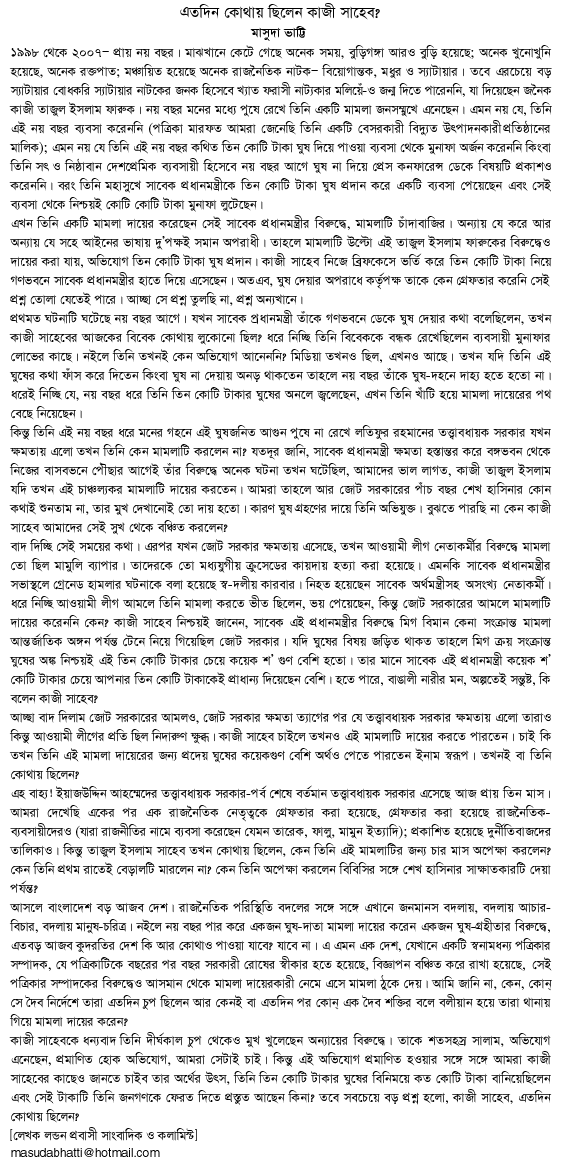 এতদিন কোথায় ছিলেন কাজী সাহেব?
মাসুদা ভাট্টি
১৯৯৮ থেকে ২০০৭– প্রায় নয় বছর। মাঝখানে কেটে গেছে অনেক সময়, বুড়িগঙ্গা আরও বুড়ি হয়েছে; অনেক খুনোখুনি
হয়েছে, অনেক রক্তপাত; মঞ্চায়িত হয়েছে অনেক রাজনৈতিক নাটক– বিয়োগান্তক, মধুর ও স্যাটায়ার। তবে এরচেয়ে বড়
স্যাটায়ার বোধকরি স্যাটায়ার নাটকের জনক হিসেবে খ্যাত ফরাসী নাট্যকার মলিয়েঁ-ও জন্ম দিতে পারেননি, যা দিয়েছেন জনৈক
কাজী তাজুল ইসলাম ফারুক। নয় বছর মনের মধ্যে পুষে রেখে তিনি একটি মামলা জনসম্মুখে এনেছেন। এমন নয় যে, তিনি
এই নয় বছর ব্যবসা করেননি (পত্রিকা মারফত আমরা জেনেছি তিনি একটি বেসরকারী বিদ্যুত উৎপাদনকারীপ্রতিষ্ঠানের
মালিক); এমন নয় যে তিনি এই নয় বছর কথিত তিন কোটি টাকা ঘুষ দিয়ে পাওয়া ব্যবসা থেকে মুনাফা অর্জন করেননি কিংবা
তিনি সৎ ও নিষ্ঠাবান দেশপ্রেমিক ব্যবসায়ী হিসেবে নয় বছর আগে ঘুষ না দিয়ে প্রেস কনফারেন্স ডেকে বিষয়টি প্রকাশও
করেননি। বরং তিনি মহাসুখে সাবেক প্রধানমন্ত্রীকে তিন কোটি টাকা ঘুষ প্রদান করে একটি ব্যবসা পেয়েছেন এবং সেই
ব্যবসা থেকে নিশ্চয়ই কোটি কোটি টাকা মুনাফা লুটেছেন।
এখন তিনি একটি মামলা দায়ের করেছেন সেই সাবেক প্রধানমন্ত্রীর বিরুদ্ধে, মামলাটি চাঁদাবাজির। অন্যায় যে করে আর
অন্যায় যে সহে আইনের ভাষায় দু'পক্ষই সমান অপরাধী। তাহলে মামলাটি উল্টো এই তাজুল ইসলাম ফারুকের বিরুদ্ধেও
দায়ের করা যায়, অভিযোগ তিন কোটি টাকা ঘুষ প্রদান। কাজী সাহেব নিজে ব্রিফকেসে ভর্তি করে তিন কোটি টাকা নিয়ে
গণভবনে সাবেক প্রধানমন্ত্রীর হাতে দিয়ে এসেছেন। অতএব, ঘুষ দেয়ার অপরাধে কর্তৃপক্ষ তাকে কেন গ্রেফতার করেনি সেই
প্রশ্ন তোলা যেতেই পারে। আচ্ছা সে প্রশ্ন তুলছি না, প্রশ্ন অন্যখানে।
প্রথমত ঘটনাটি ঘটেছে নয় বছর আগে। যখন সাবেক প্রধানমন্ত্রী তাঁকে গণভবনে ডেকে ঘুষ দেয়ার কথা বলেছিলেন, তখন
কাজী সাহেবের আজকের বিবেক কোথায় লুকোনো ছিল? ধরে নিচ্ছি তিনি বিবেককে বন্ধক রেখেছিলেন ব্যবসায়ী মুনাফার
লোভের কাছে। নইলে তিনি তখনই কেন অভিযোগ আনেননি? মিডিয়া তখনও ছিল, এখনও আছে। তখন যদি তিনি এই
ঘুষের কথা ফাঁস করে দিতেন কিংবা ঘুষ না দেয়ায় অনড় থাকতেন তাহলে নয় বছর তাঁকে ঘুষ-দহনে দাহ্য হতে হতো না।
ধরেই নিচ্ছি যে, নয় বছর ধরে তিনি তিন কোটি টাকার ঘুষের অনলে জ্বলেছেন, এখন তিনি খাঁটি হয়ে মামলা দায়েরের পথ
বেছে নিয়েছেন।
কিন্তু তিনি এই নয় বছর ধরে মনের গহনে এই ঘুষজনিত আগুন পুষে না রেখে লতিফুর রহমানের তত্ত্বাবধায়ক সরকার যখন
ক্ষমতায় এলো তখন তিনি কেন মামলাটি করলেন না? যতদূর জানি, সাবেক প্রধানমন্ত্রী ক্ষমতা হস্তান্তর করে বঙ্গভবন থেকে
নিজের বাসবভনে পৌঁছার আগেই তাঁর বিরুদ্ধে অনেক ঘটনা তখন ঘটেছিল, আমাদের ভাল লাগত, কাজী তাজুল ইসলাম
যদি তখন এই চাঞ্চল্যকর মামলাটি দায়ের করতেন। আমরা তাহলে আর জোট সরকারের পাঁচ বছর শেখ হাসিনার কোন
কথাই শুনতাম না, তার মুখ দেখানোই তো দায় হতো। কারণ ঘুষ গ্রহণের দায়ে তিনি অভিযুক্ত। বুঝতে পারছি না কেন কাজী
সাহেব আমাদের সেই সুখ থেকে বঞ্চিত করলেন?
বাদ দিচ্ছি সেই সময়ের কথা। এরপর যখন জোট সরকার ক্ষমতায় এসেছে, তখন আওয়ামী লীগ নেতাকর্মীর বিরুদ্ধে মামলা
তো ছিল মামুলি ব্যাপার। তাদেরকে তো মধ্যযুগীয় ক্রুসেডের কায়দায় হত্যা করা হয়েছে। এমনকি সাবেক প্রধানমন্ত্রীর
সভাস্থলে গ্রেনেড হামলার ঘটনাকে বলা হয়েছে স্ব-দলীয় কারবার। নিহত হয়েছেন সাবেক অর্থমন্ত্রীসহ অসংখ্য নেতাকর্মী।
ধরে নিচ্ছি আওয়ামী লীগ আমলে তিনি মামলা করতে ভীত ছিলেন, ভয় পেয়েছেন, কিন্তু জোট সরকারের আমলে মামলাটি
দায়ের করেননি কেন? কাজী সাহেব নিশ্চয়ই জানেন, সাবেক এই প্রধানমন্ত্রীর বিরুদ্ধে মিগ বিমান কেনা সংক্রান্ত মামলা
আন্তর্জাতিক অঙ্গন পর্যন্ত টেনে নিয়ে গিয়েছিল জোট সরকার। যদি ঘুষের বিষয় জড়িত থাকত তাহলে মিগ ক্রয় সংক্রান্ত
ঘুষের অঙ্ক নিশ্চয়ই এই তিন কোটি টাকার চেয়ে কয়েক শ' গুণ বেশি হতো। তার মানে সাবেক এই প্রধানমন্ত্রী কয়েক শ'
কোটি টাকার চেয়ে আপনার তিন কোটি টাকাকেই প্রাধান্য দিয়েছেন বেশি। হতে পারে, বাঙালী নারীর মন, অল্পতেই সন্তুষ্ট, কি
বলেন কাজী সাহেব?
আচ্ছা বাদ দিলাম জোট সরকারের আমলও, জোট সরকার ক্ষমতা ত্যাগের পর যে তত্ত্বাবধায়ক সরকার ক্ষমতায় এলো তারাও
কিন্তু আওয়ামী লীগের প্রতি ছিল নিদারুণ ক্ষুব্ধ। কাজী সাহেব চাইলে তখনও এই মামলাটি দায়ের করতে পারতেন। চাই কি
তখন তিনি এই মামলা দায়েরের জন্য প্রদেয় ঘুষের কয়েকগুণ বেশি অর্থও পেতে পারতেন ইনাম স্বরূপ। তখনই বা তিনি
কোথায় ছিলেন?
এহ বাহ্য! ইয়াজউদ্দিন আহম্মেদের তত্ত্বাবধায়ক সরকার-পর্ব শেষে বর্তমান তত্ত্বাবধায়ক সরকার এসেছে আজ প্রায় তিন মাস।
আমরা দেখেছি একের পর এক রাজনৈতিক নেতৃত্বকে গ্রেফতার করা হয়েছে, গ্রেফতার করা হয়েছে রাজনৈতিক-
ব্যবসায়ীদেরও (যারা রাজনীতির নামে ব্যবসা করেছেন যেমন তারেক, ফালু, মামুন ইত্যাদি); প্রকাশিত হয়েছে দুর্নীতিবাজদের
তালিকাও। কিন্তু তাজুল ইসলাম সাহেব তখন কোথায় ছিলেন, কেন তিনি এই মামলাটির জন্য চার মাস অপেক্ষা করলেন?
কেন তিনি প্রথম রাতেই বেড়ালটি মারলেন না? কেন তিনি অপেক্ষা করলেন বিবিসির সঙ্গে শেখ হাসিনার সাক্ষাতকারটি দেয়া
পর্যন্ত?
আসলে বাংলাদেশ বড় আজব দেশ। রাজনৈতিক পরিস্থিতি বদলের সঙ্গে সঙ্গে এখানে জনমানস বদলায়, বদলায় আচার-
বিচার, বদলায় মানুষ-চরিত্র। নইলে নয় বছর পার করে একজন ঘুষ-দাতা মামলা দায়ের করেন একজন ঘুষ-গ্রহীতার বিরুদ্ধে,
এতবড় আজব কুদরতির দেশ কি আর কোথাও পাওয়া যাবে? যাবে না। এ এমন এক দেশ, যেখানে একটি স্বনামধন্য পত্রিকার
সম্পাদক, যে পত্রিকাটিকে বছরের পর বছর সরকারী রোষের স্বীকার হতে হয়েছে, বিজ্ঞাপন বঞ্চিত করে রাখা হয়েছে, সেই
পত্রিকার সম্পাদকের বিরুদ্ধেও আসমান থেকে মামলা দায়েরকারী নেমে এসে মামলা ঠুকে দেয়। আমি জানি না, কেন, কোন্
সে দৈব নির্দেশে তারা এতদিন চুপ ছিলেন আর কেনই বা এতদিন পর কোন্ এক দৈব শক্তির বলে বলীয়ান হয়ে তারা থানায়
গিয়ে মামলা দায়ের করেন?
কাজী সাহেবকে ধন্যবাদ তিনি দীর্ঘকাল চুপ থেকেও মুখ খুলেছেন অন্যায়ের বিরুদ্ধে। তাকে শতসহস্র সালাম, অভিযোগ
এনেছেন, প্রমাণিত হোক অভিযোগ, আমরা সেটাই চাই। কিন্তু এই অভিযোগ প্রমাণিত হওয়ার সঙ্গে সঙ্গে আমরা কাজী
সাহেবের কাছেও জানতে চাইব তার অর্থের উৎস, তিনি তিন কোটি টাকার ঘুষের বিনিময়ে কত কোটি টাকা বানিয়েছিলেন
এবং সেই টাকাটি তিনি জনগণকে ফেরত দিতে প্রস্তুত আছেন কিনা? তবে সবচেয়ে বড় প্রশ্ন হলো, কাজী সাহেব, এতদিন
কোথায় ছিলেন?
[লেখক লন্ডন প্রবাসী সাংবাদিক ও কলামিস্ট]
masudabhatti@hotmail.com